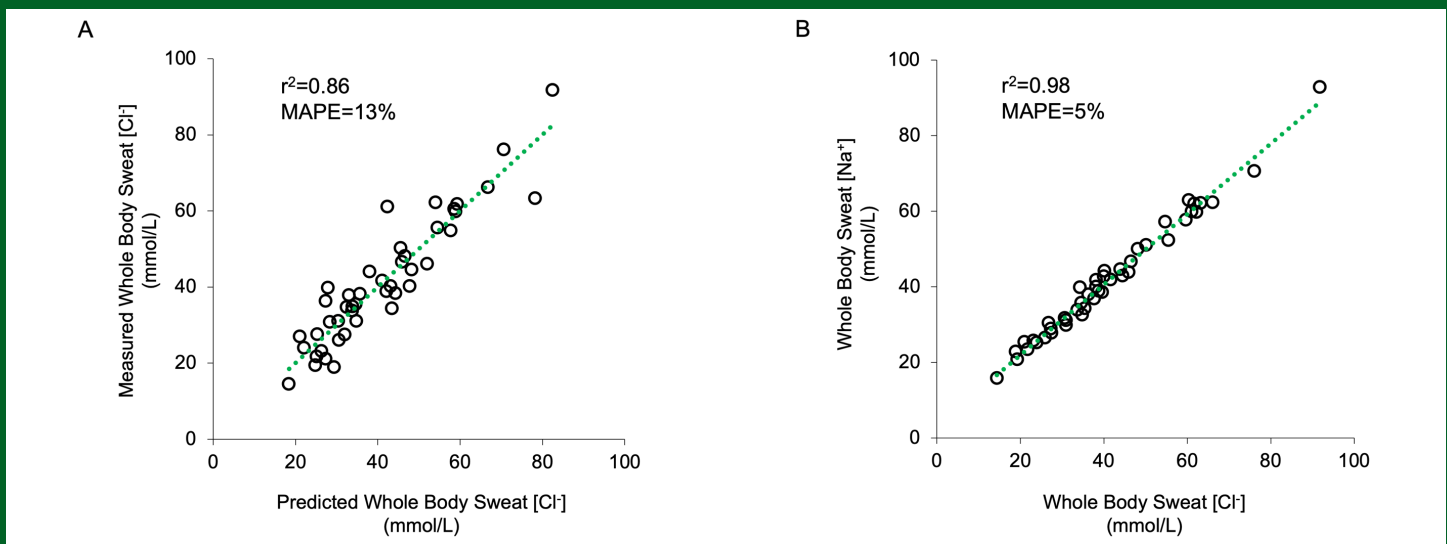 A
r²=0.86
MAPE=13%
Measured Whole Body Sweat [Cl⁻]
(mmol/L)
100
80
60
40
20
0
0 20 40 60 80 100
Predicted Whole Body Sweat [Cl⁻]
(mmol/L)
B
r²=0.98
MAPE=5%
Whole Body Sweat [Na⁺]
(mmol/L)
100
80
60
40
20
0
0 20 40 60 80 100
Whole Body Sweat [Cl⁻]
(mmol/L)